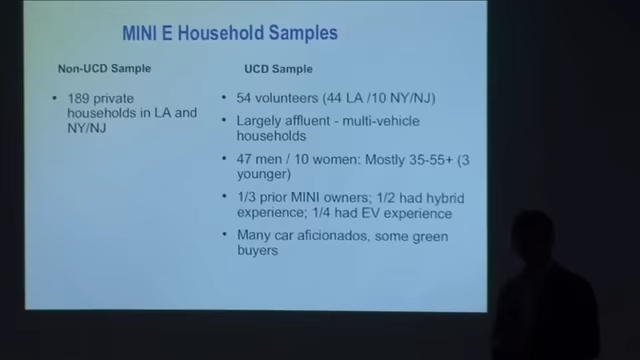 MINI E Household Samples
Non-UCD Sample
• 189 private
households in LA and
NY/NJ
UCD Sample
• 54 volunteers (44 LA /10 NY/NJ)
• Largely affluent - multi-vehicle
households
• 47 men / 10 women: Mostly 35-55+ (3
younger)
• 1/3 prior MINI owners; 1/2 had hybrid
experience; 1/4 had EV experience
• Many car aficionados, some green
buyers